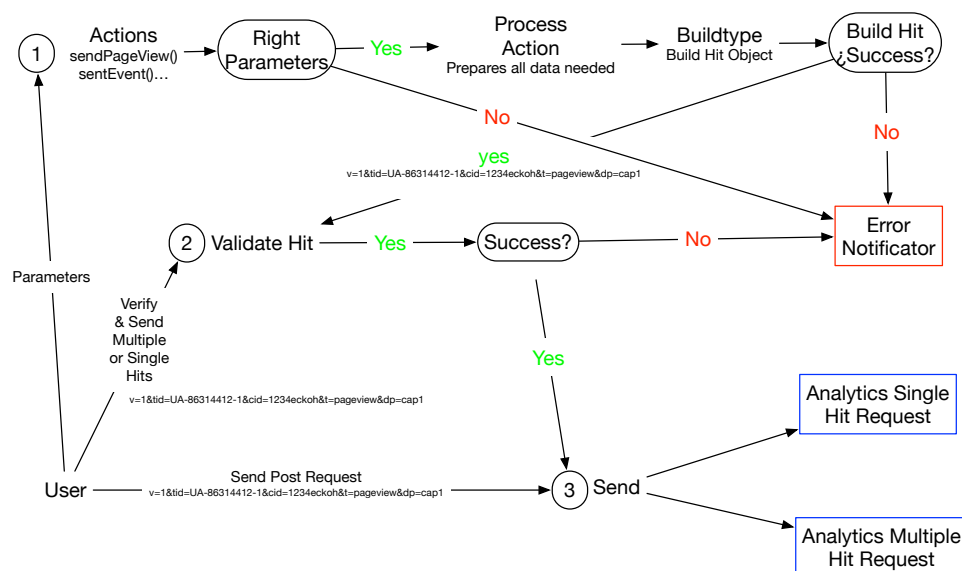 1
Actions
sendPageView()
sentEvent()...
Right
Parameters
Yes
Process
Action
Prepares all data needed
Buildtype
Build Hit Object
Build Hit
¿Success?
No
No
yes
v=1&tid=UA-86314412-1&cid=1234eckoh&t=pageview&dp=cap1
Error
Notificator
2
Validate Hit
Yes
Success?
No
Parameters
Verify
& Send
Multiple
or Single
Hits
v=1&tid=UA-86314412-1&cid=1234eckoh&t=pageview&dp=cap1
Yes
Analytics Single
Hit Request
User
Send Post Request
v=1&tid=UA-86314412-1&cid=1234eckoh&t=pageview&dp=cap1
3
Send
Analytics Multiple
Hit Request